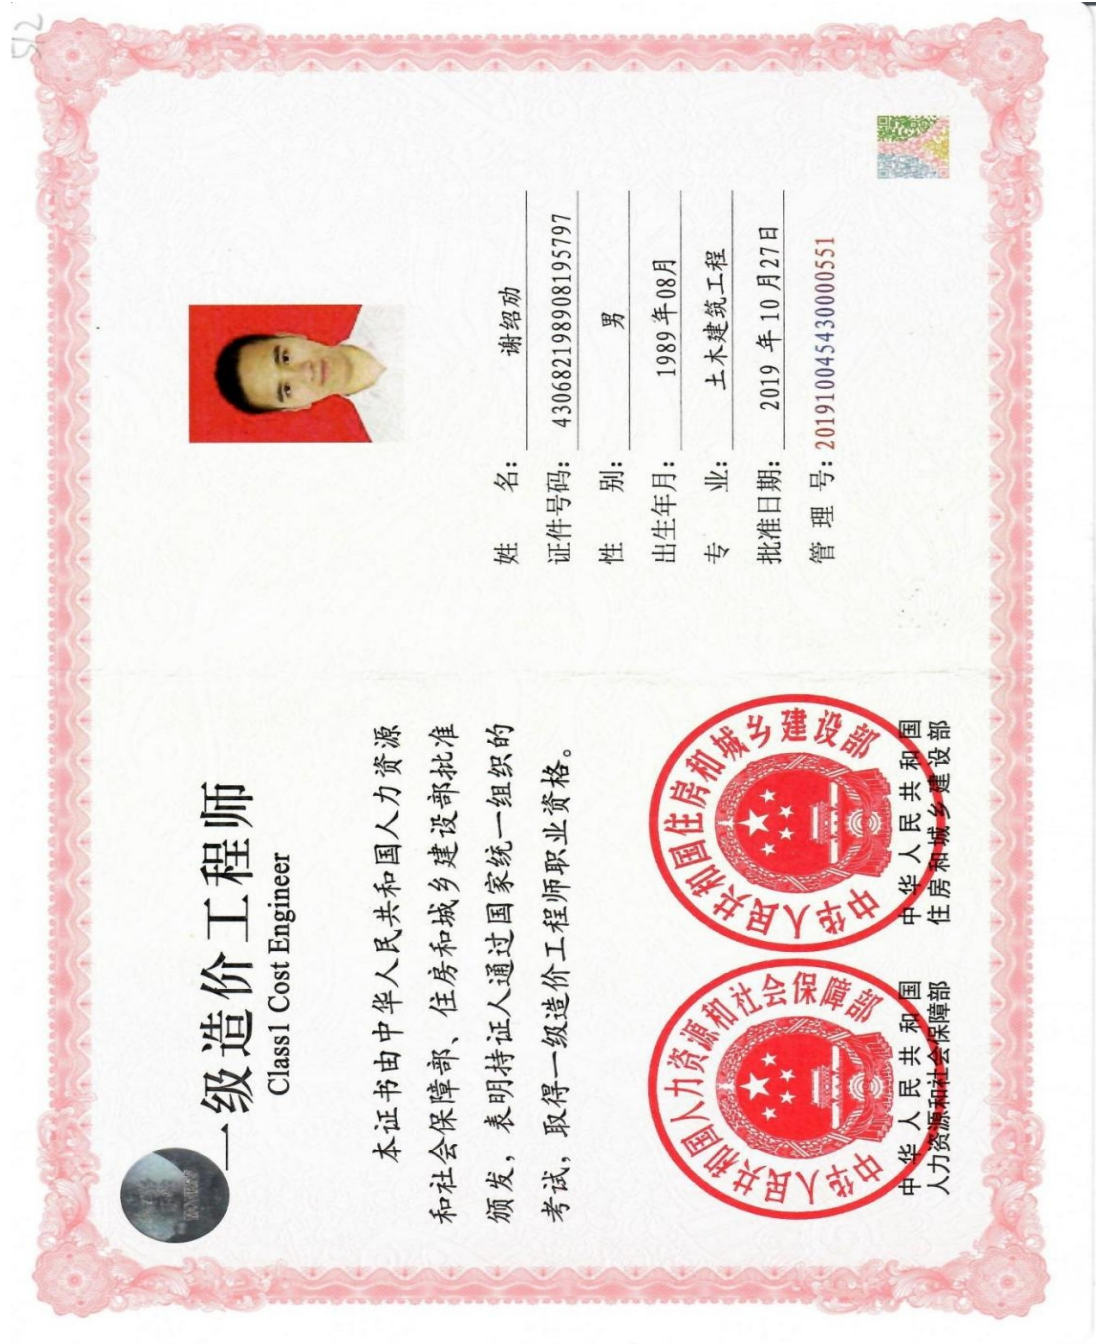 512
一级造价工程师
Class1 Cost Engineer
本证书由中华人民共和国人力资源
和社会保障部、住房和城乡建设部批准
颁发，表明持证人通过国家统一组织的
考试，取得一级造价工程师职业资格。
中华人民共和国人力资源和社会保障部
中华人民共和国住房和城乡建设部
中华人民共和国
人力资源和社会保障部
中华人民共和国
住房和城乡建设部
姓 名：谢绍劢
证件号码：430682198908195797
性 别：男
出生年月：1989年08月
专 业：土木建筑工程
批准日期：2019年10月27日
管 理 号：20191004543000551